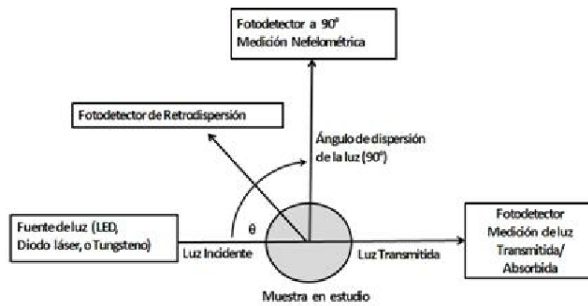 Fotodetector a 90°
Medición Nefelométrica
Fotodetector de Retrodispersión
Ángulo de dispersión
de la luz (90°)
Fuente de luz (LED,
Diodo láser, o Tungsteno)
θ
Luz Incidente
Luz Transmitida
Fotodetector
Medición de luz
Transmitida/
Absorbida
Muestra en estudio